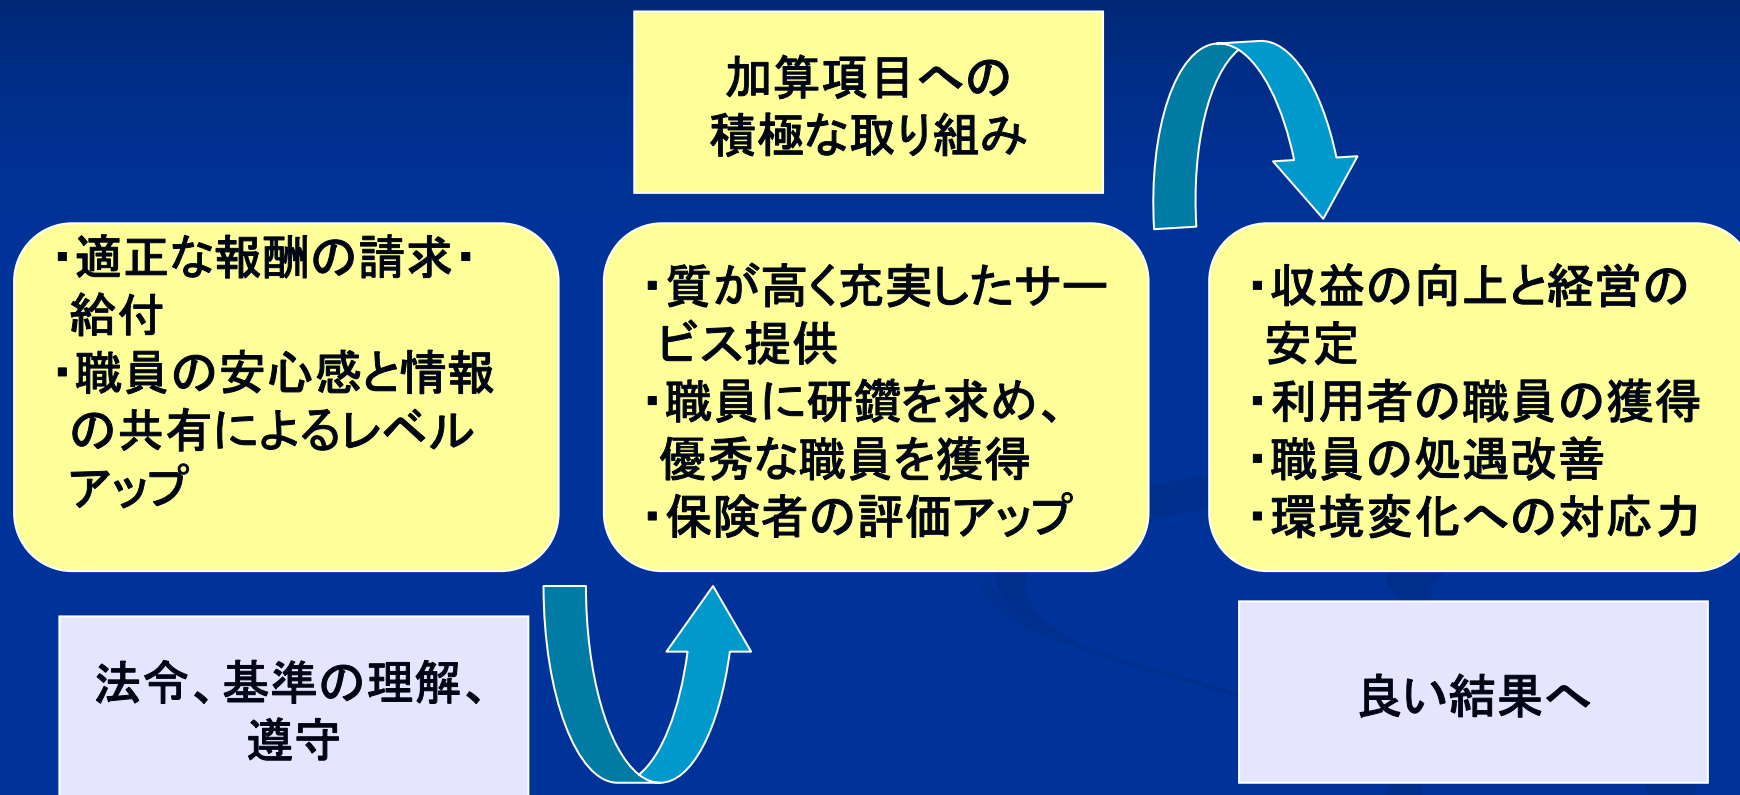 加算項目への
積極な取り組み
・適正な報酬の請求・
給付
・職員の安心感と情報
の共有によるレベル
アップ
・質が高く充実したサー
ビス提供
・職員に研鑽を求め、
優秀な職員を獲得
・保険者の評価アップ
・収益の向上と経営の
安定
・利用者の職員の獲得
・職員の処遇改善
・環境変化への対応力
法令、基準の理解、
遵守
良い結果へ